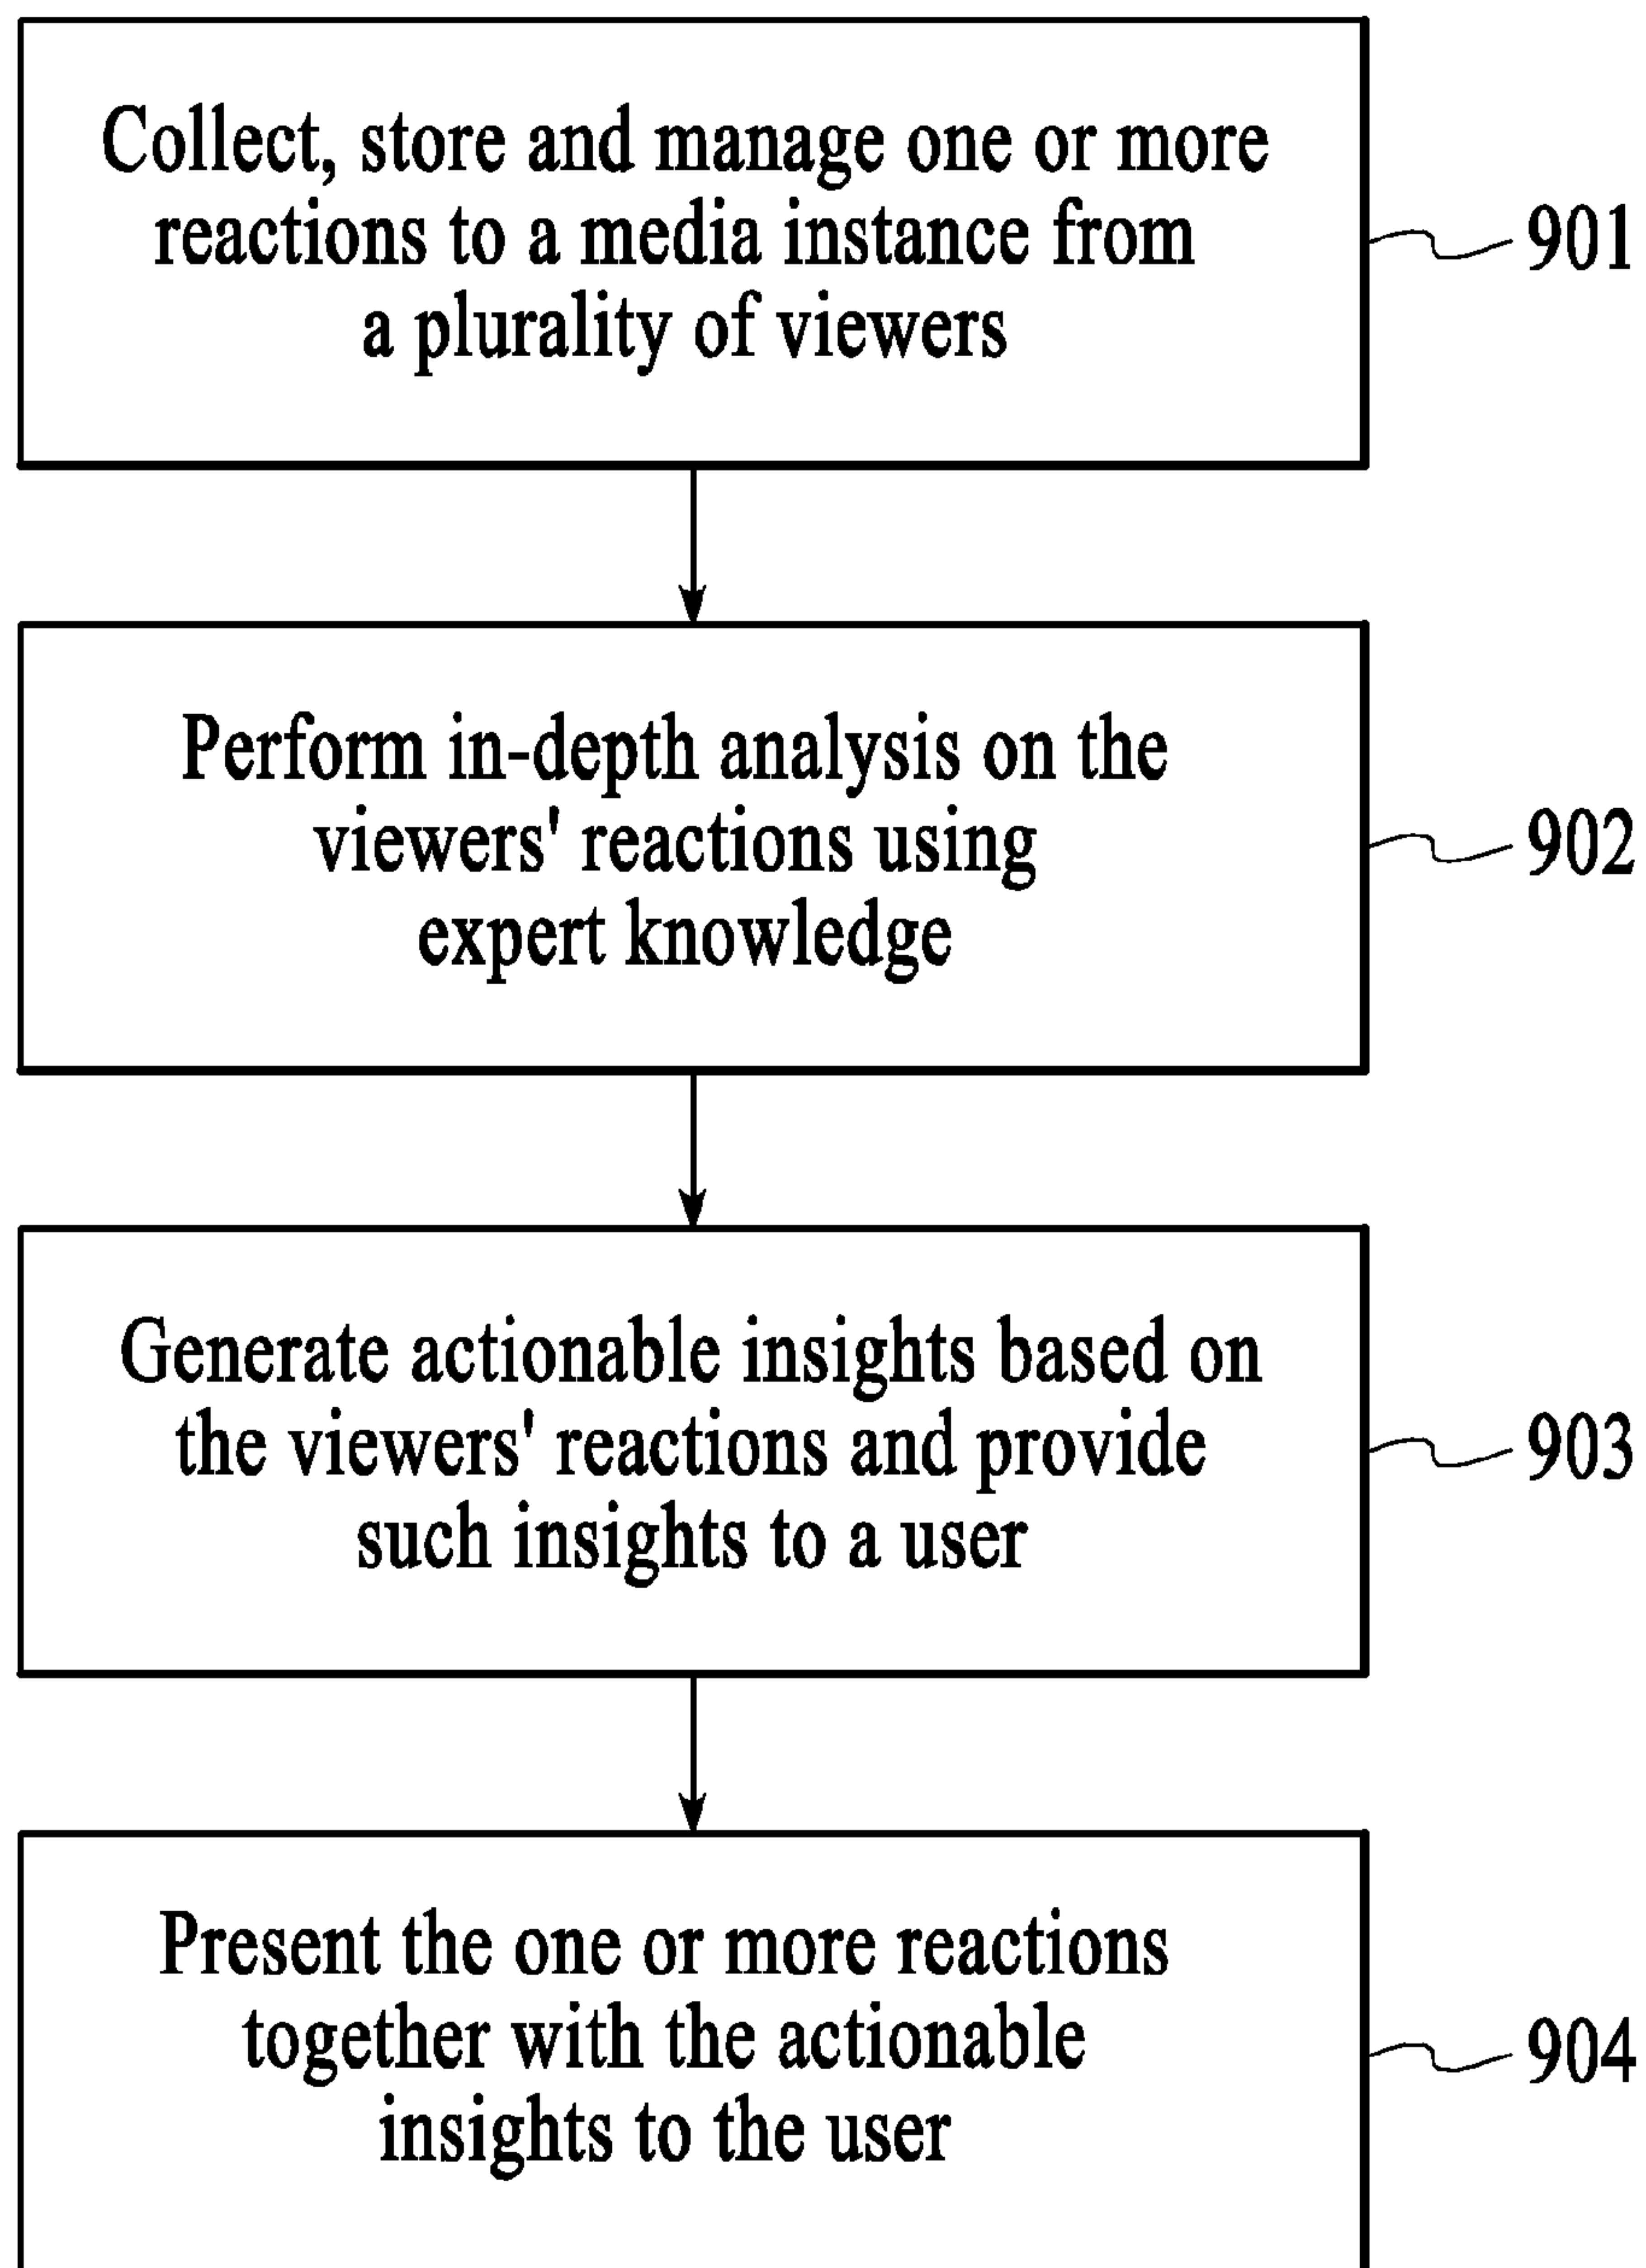 Collect, store and manage one or more
reactions to a media instance from
a plurality of viewers
901
Perform in-depth analysis on the
viewers' reactions using
expert knowledge
902
Generate actionable insights based on
the viewers' reactions and provide
such insights to a user
903
Present the one or more reactions
together with the actionable
insights to the user
904